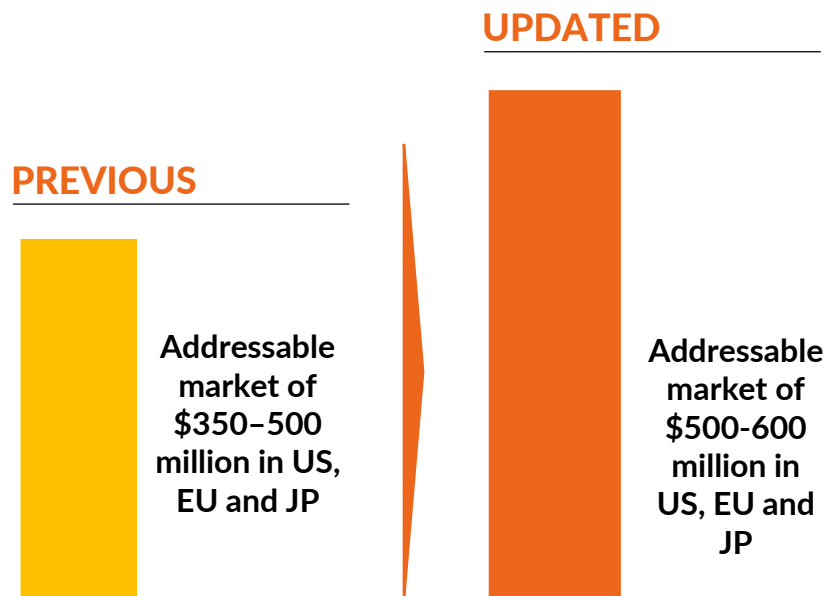 PREVIOUS
Addressable
market of
$350–500
million in US,
EU and JP
UPDATED
Addressable
market of
$500-600
million in
US, EU and
JP